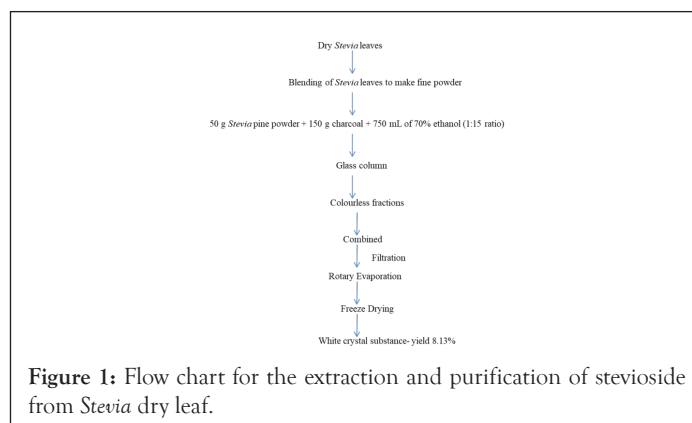 Dry Stevia leaves
Blending of Stevia leaves to make fine powder
50 g Stevia pine powder + 150 g charcoal + 750 mL of 70% ethanol (1:15 ratio)
Glass column
Colourless fractions
Combined
Filtration
Rotary Evaporation
Freeze Drying
White crystal substance- yield 8.13%
Figure 1: Flow chart for the extraction and purification of stevioside
from Stevia dry leaf.